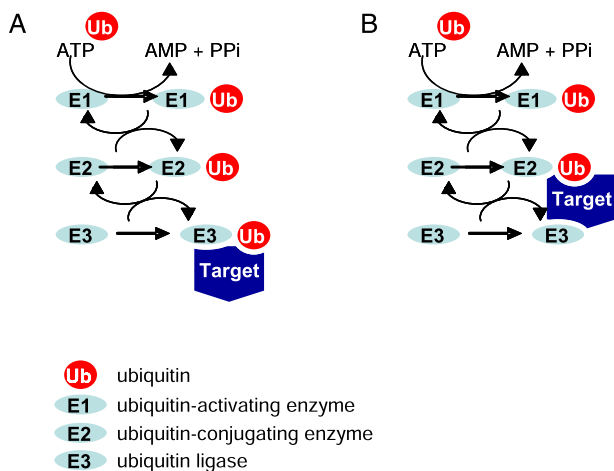 A
Ub
ATP
AMP + PPi
E1
E1
Ub
E2
E2
Ub
E3
E3
Ub
Target
B
Ub
ATP
AMP + PPi
E1
E1
Ub
E2
E2
Ub
Target
E3
E3
Ub ubiquitin
E1 ubiquitin-activating enzyme
E2 ubiquitin-conjugating enzyme
E3 ubiquitin ligase